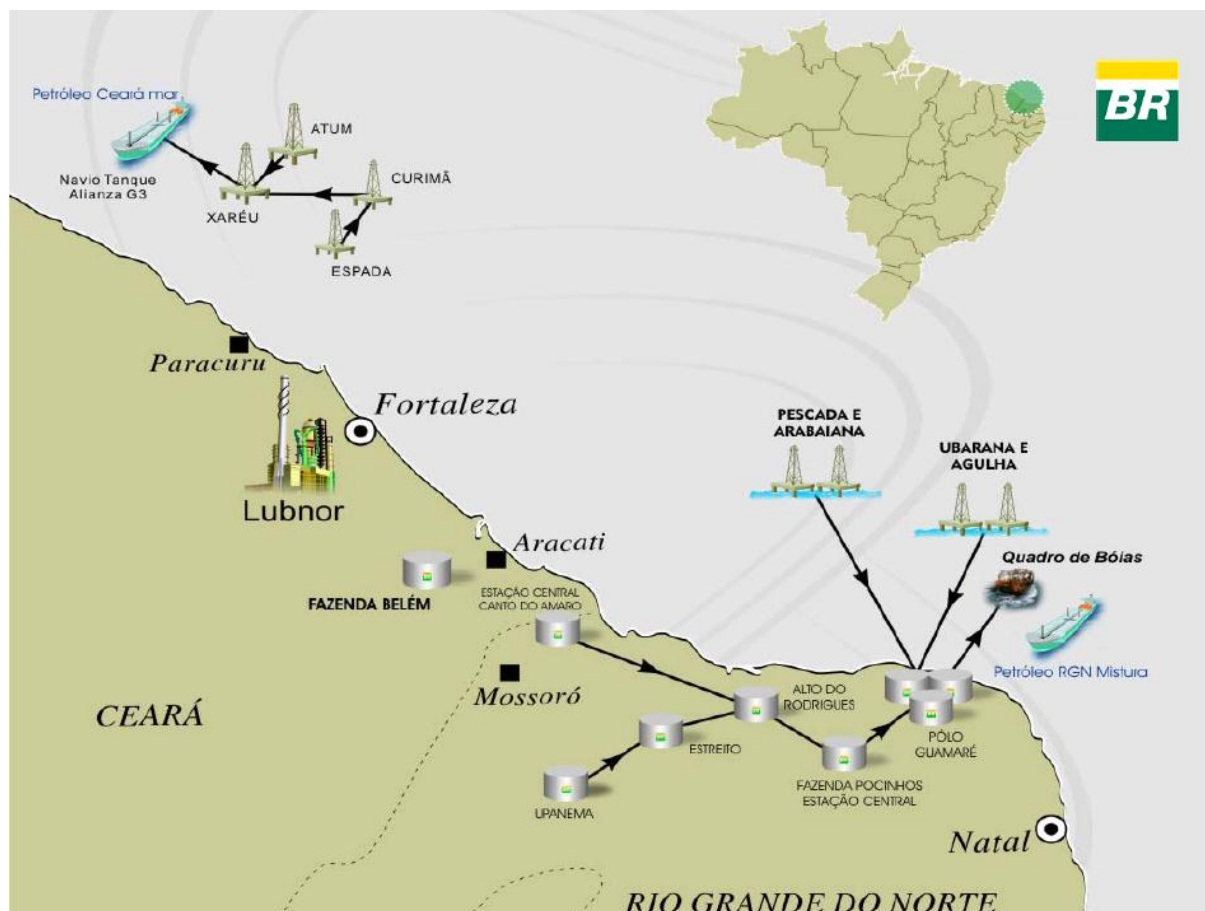 Petróleo Ceará mar
BR
ATUM
Navio Tanque
Alianza G3
CURIMÃ
XARÉU
ESPADA
Paracuru
Fortaleza
PESCADA E
ARABAIANA
UBARANA E
AGULHA
Lubnor
Aracati
Quadro de Bóias
ESTAÇÃO CENTRAL
CANTO DO AMARO
FAZENDA BELÉM
Petróleo RGN Mistura
Mossoró
ALTO DO
RODRIGUES
CEARÁ
PÓLO
GUAMARÉ
ESTREITO
FAZENDA POCINHOS
ESTAÇÃO CENTRAL
UPANEMA
Natal
RIO GRANDE DO NORTE